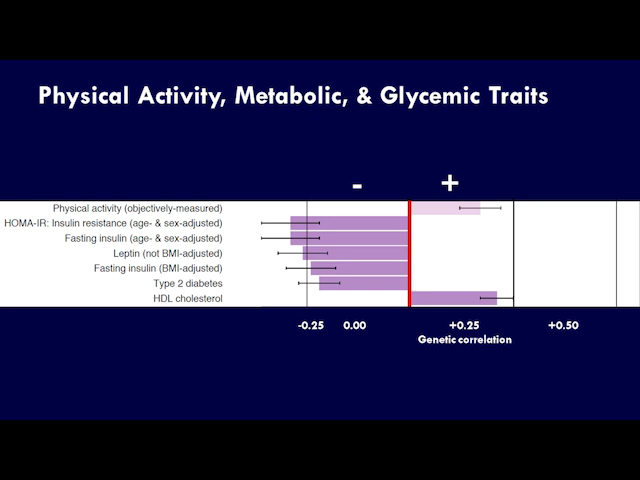 Physical Activity, Metabolic, & Glycemic Traits
- +
Physical activity (objectively-measured)
HOMA-IR: Insulin resistance (age- & sex-adjusted)
Fasting insulin (age- & sex-adjusted)
Leptin (not BMI-adjusted)
Fasting insulin (BMI-adjusted)
Type 2 diabetes
HDL cholesterol
-0.25 0.00 +0.25 +0.50
Genetic correlation